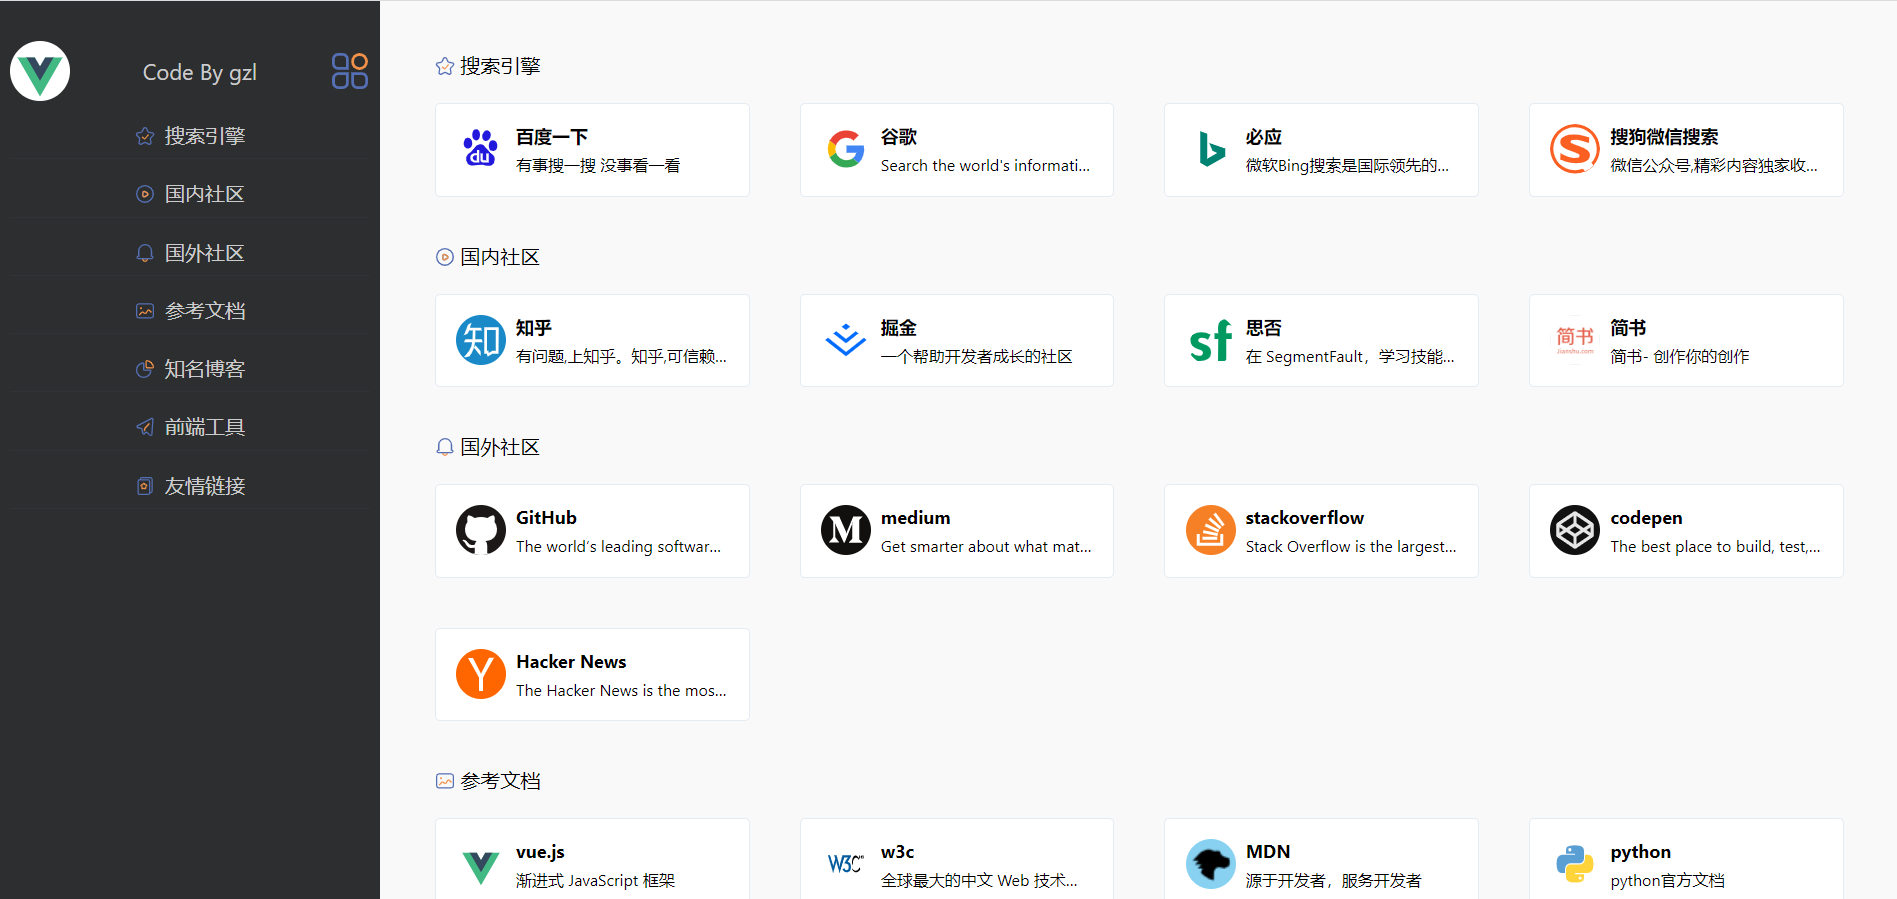 Code By gzl
搜索引擎
国内社区
国外社区
参考文档
知名博客
前端工具
友情链接
搜索引擎
百度一下
有事搜一搜 没事看一看
谷歌
Search the world's informati...
必应
微软Bing搜索是国际领先的...
搜狗微信搜索
微信公众号,精彩内容独家收...
国内社区
知乎
有问题,上知乎。知乎,可信赖...
掘金
一个帮助开发者成长的社区
思否
在 SegmentFault，学习技能...
简书
简书- 创作你的创作
国外社区
GitHub
The world's leading softwar...
medium
Get smarter about what mat...
stackoverflow
Stack Overflow is the largest...
codepen
The best place to build, test,...
Hacker News
The Hacker News is the mos...
参考文档
vue.js
渐进式 JavaScript 框架
w3c
全球最大的中文 Web 技术...
MDN
源于开发者，服务开发者
python
python官方文档
du
知
sf
简书
Jianshu.com
M
W3C